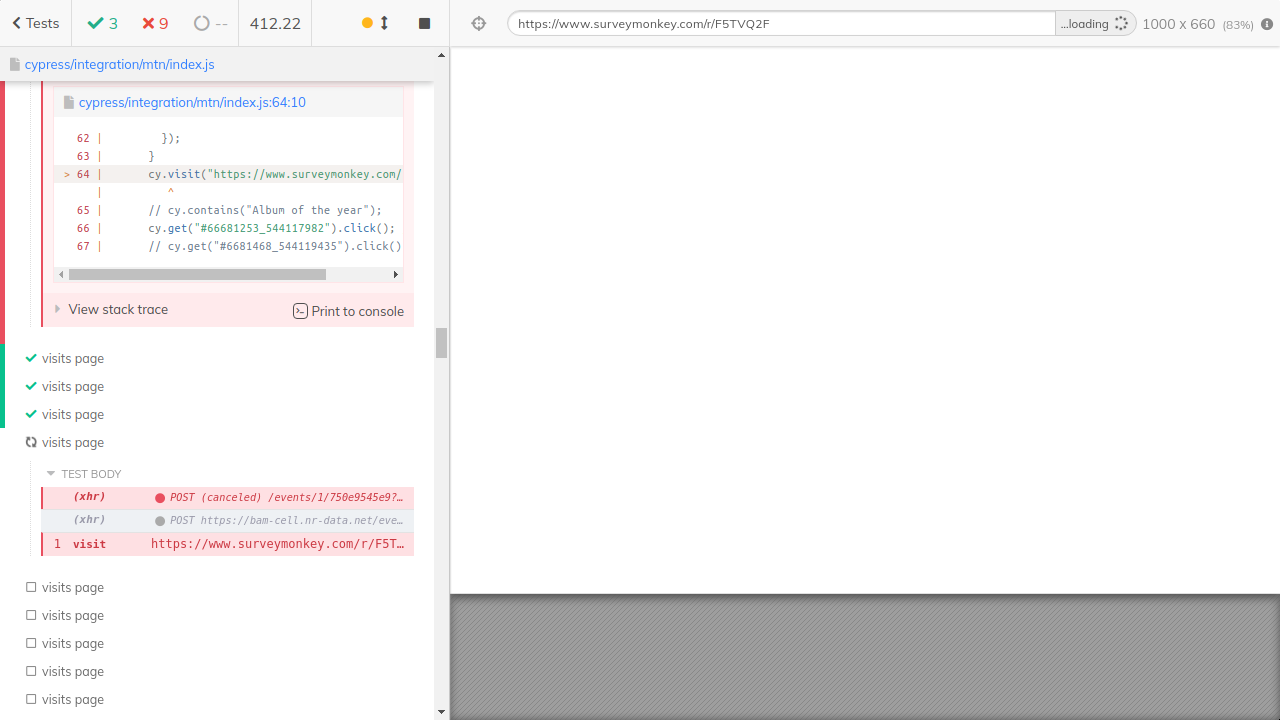 Tests 3 9 -- 412.22 https://www.surveymonkey.com/r/F5TVQ2F ...loading 1000 x 660 (83%)
cypress/integration/mtn/index.js
cypress/integration/mtn/index.js:64:10
62 | });
63 | }
> 64 | cy.visit("https://www.surveymonkey.com/
| ^
65 | // cy.contains("Album of the year");
66 | cy.get("#66681253_544117982").click();
67 | // cy.get("#6681468_544119435").click()
View stack trace Print to console
visits page
visits page
visits page
visits page
TEST BODY
(xhr) POST (canceled) /events/1/750e9545e9?…
(xhr) POST https://bam-cell.nr-data.net/eve…
1 visit https://www.surveymonkey.com/r/F5T…
visits page
visits page
visits page
visits page
visits page